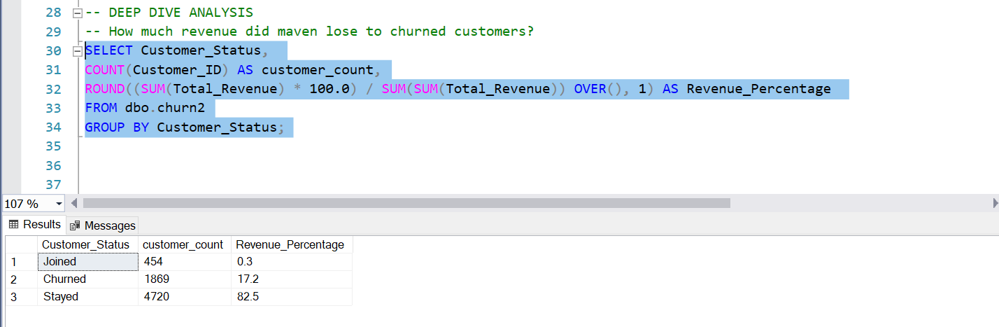 28 -- DEEP DIVE ANALYSIS
29 -- How much revenue did maven lose to churned customers?
30 SELECT Customer_Status,
31 COUNT(Customer_ID) AS customer_count,
32 ROUND((SUM(Total_Revenue) * 100.0) / SUM(SUM(Total_Revenue)) OVER(), 1) AS Revenue_Percentage
33 FROM dbo.churn2
34 GROUP BY Customer_Status;
35
36
37
107 %
Results Messages
Customer_Status customer_count Revenue_Percentage
1 Joined 454 0.3
2 Churned 1869 17.2
3 Stayed 4720 82.5